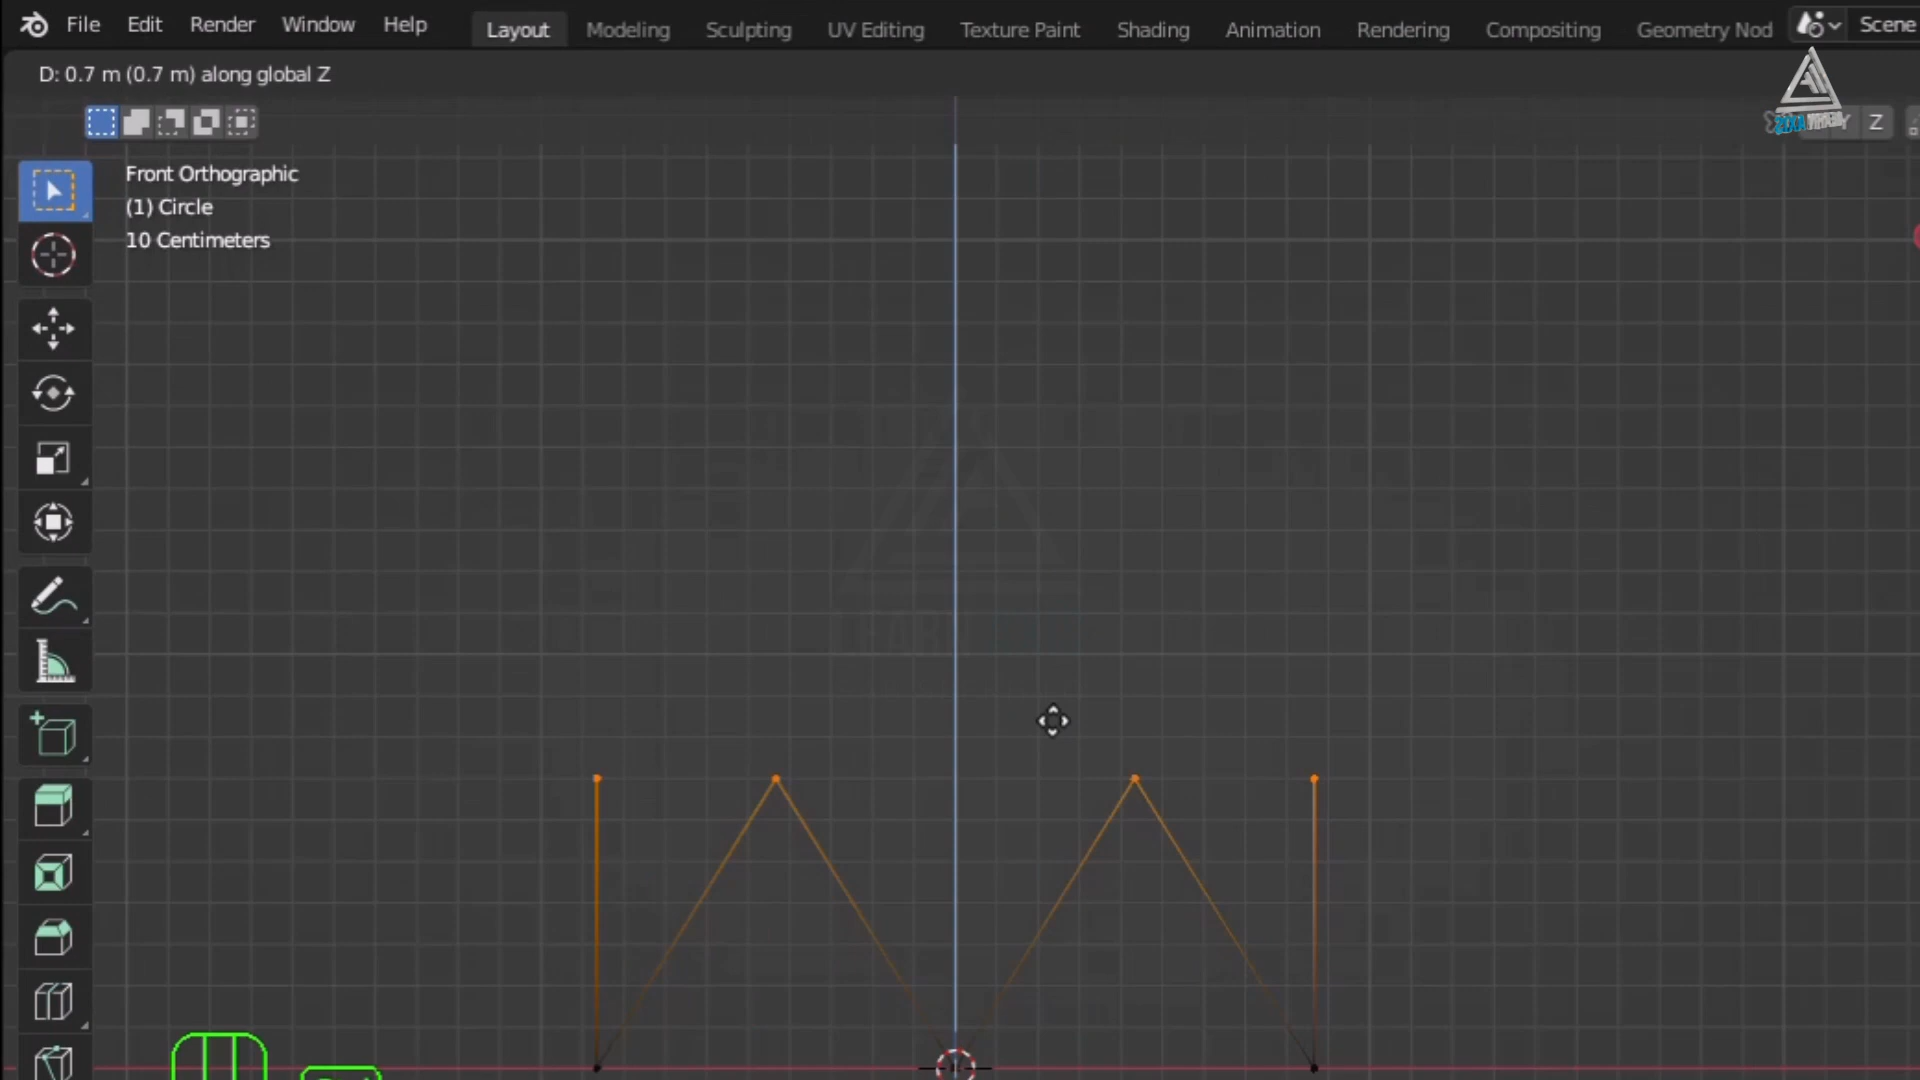 File Edit Render Window Help Layout Modeling Sculpting UV Editing Texture Paint Shading Animation Rendering Compositing Geometry Nod Scene
D: 0.7 m (0.7 m) along global Z
Z
Front Orthographic
(1) Circle
10 Centimeters